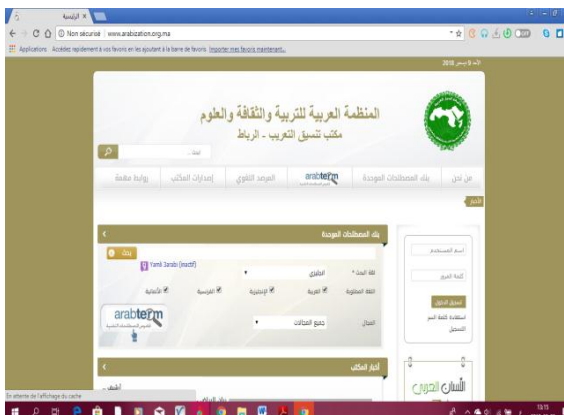 الرئيسية
Non sécurisé | www.arabization.org.ma
Applications Accédez rapidement à vos favoris en les ajoutant à la barre de favoris. Importer mes favoris maintenant...
2018
المنظمة العربية للتربية والثقافة والعلوم
مكتب تنسيق التعريب - الرباط
من نحن
بنك المصطلحات الموحدة
arabterm
المرصد اللغوي
إصدارات المكتب
روابط مهمة
بنك المصطلحات الموحدة
اسم المستخدم
كلمة المرور
تسجيل الدخول
استعادة كلمة السر
التسجيل
بحث
Yamli 3arabi (inactif)
لغة البحث * انجليزي
اللغة المطلوبة العربية الإنجليزية الفرنسية الألمانية
المجال جميع المجالات
arabterm
أخبار المكتب
اللسان العربي
En attente de l'affichage du cache